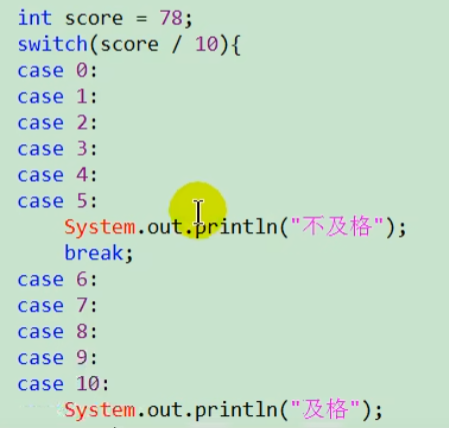 int score = 78;
switch(score / 10){
case 0:
case 1:
case 2:
case 3:
case 4:
case 5:
    System.out.println("不及格");
    break;
case 6:
case 7:
case 8:
case 9:
case 10:
    System.out.println("及格");